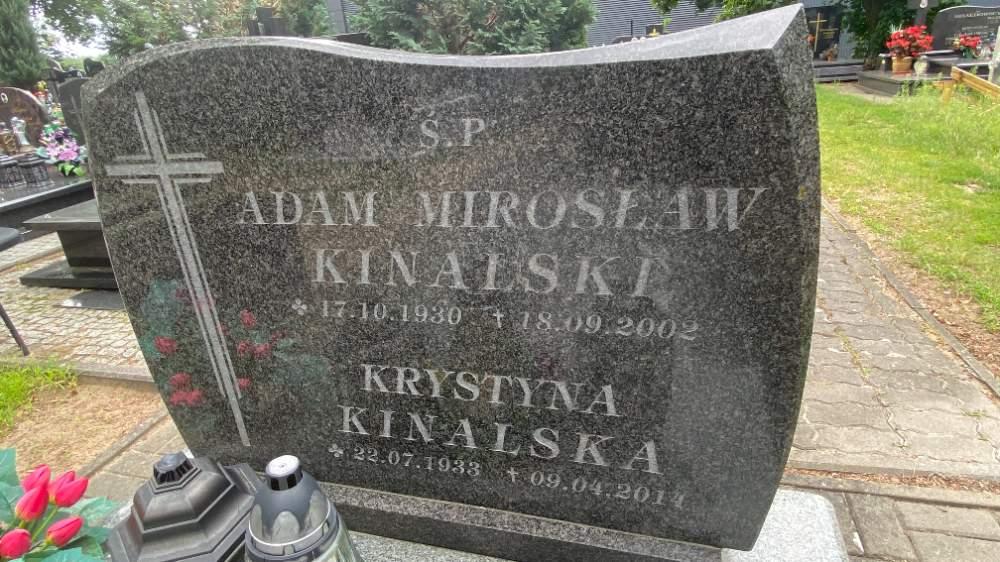 Ś.P
ADAM MIROSŁAW
KINALSKI
17.10.1930 † 18.09.2002
KRYSTYNA
KINALSKA
22.07.1933 † 09.04.2014